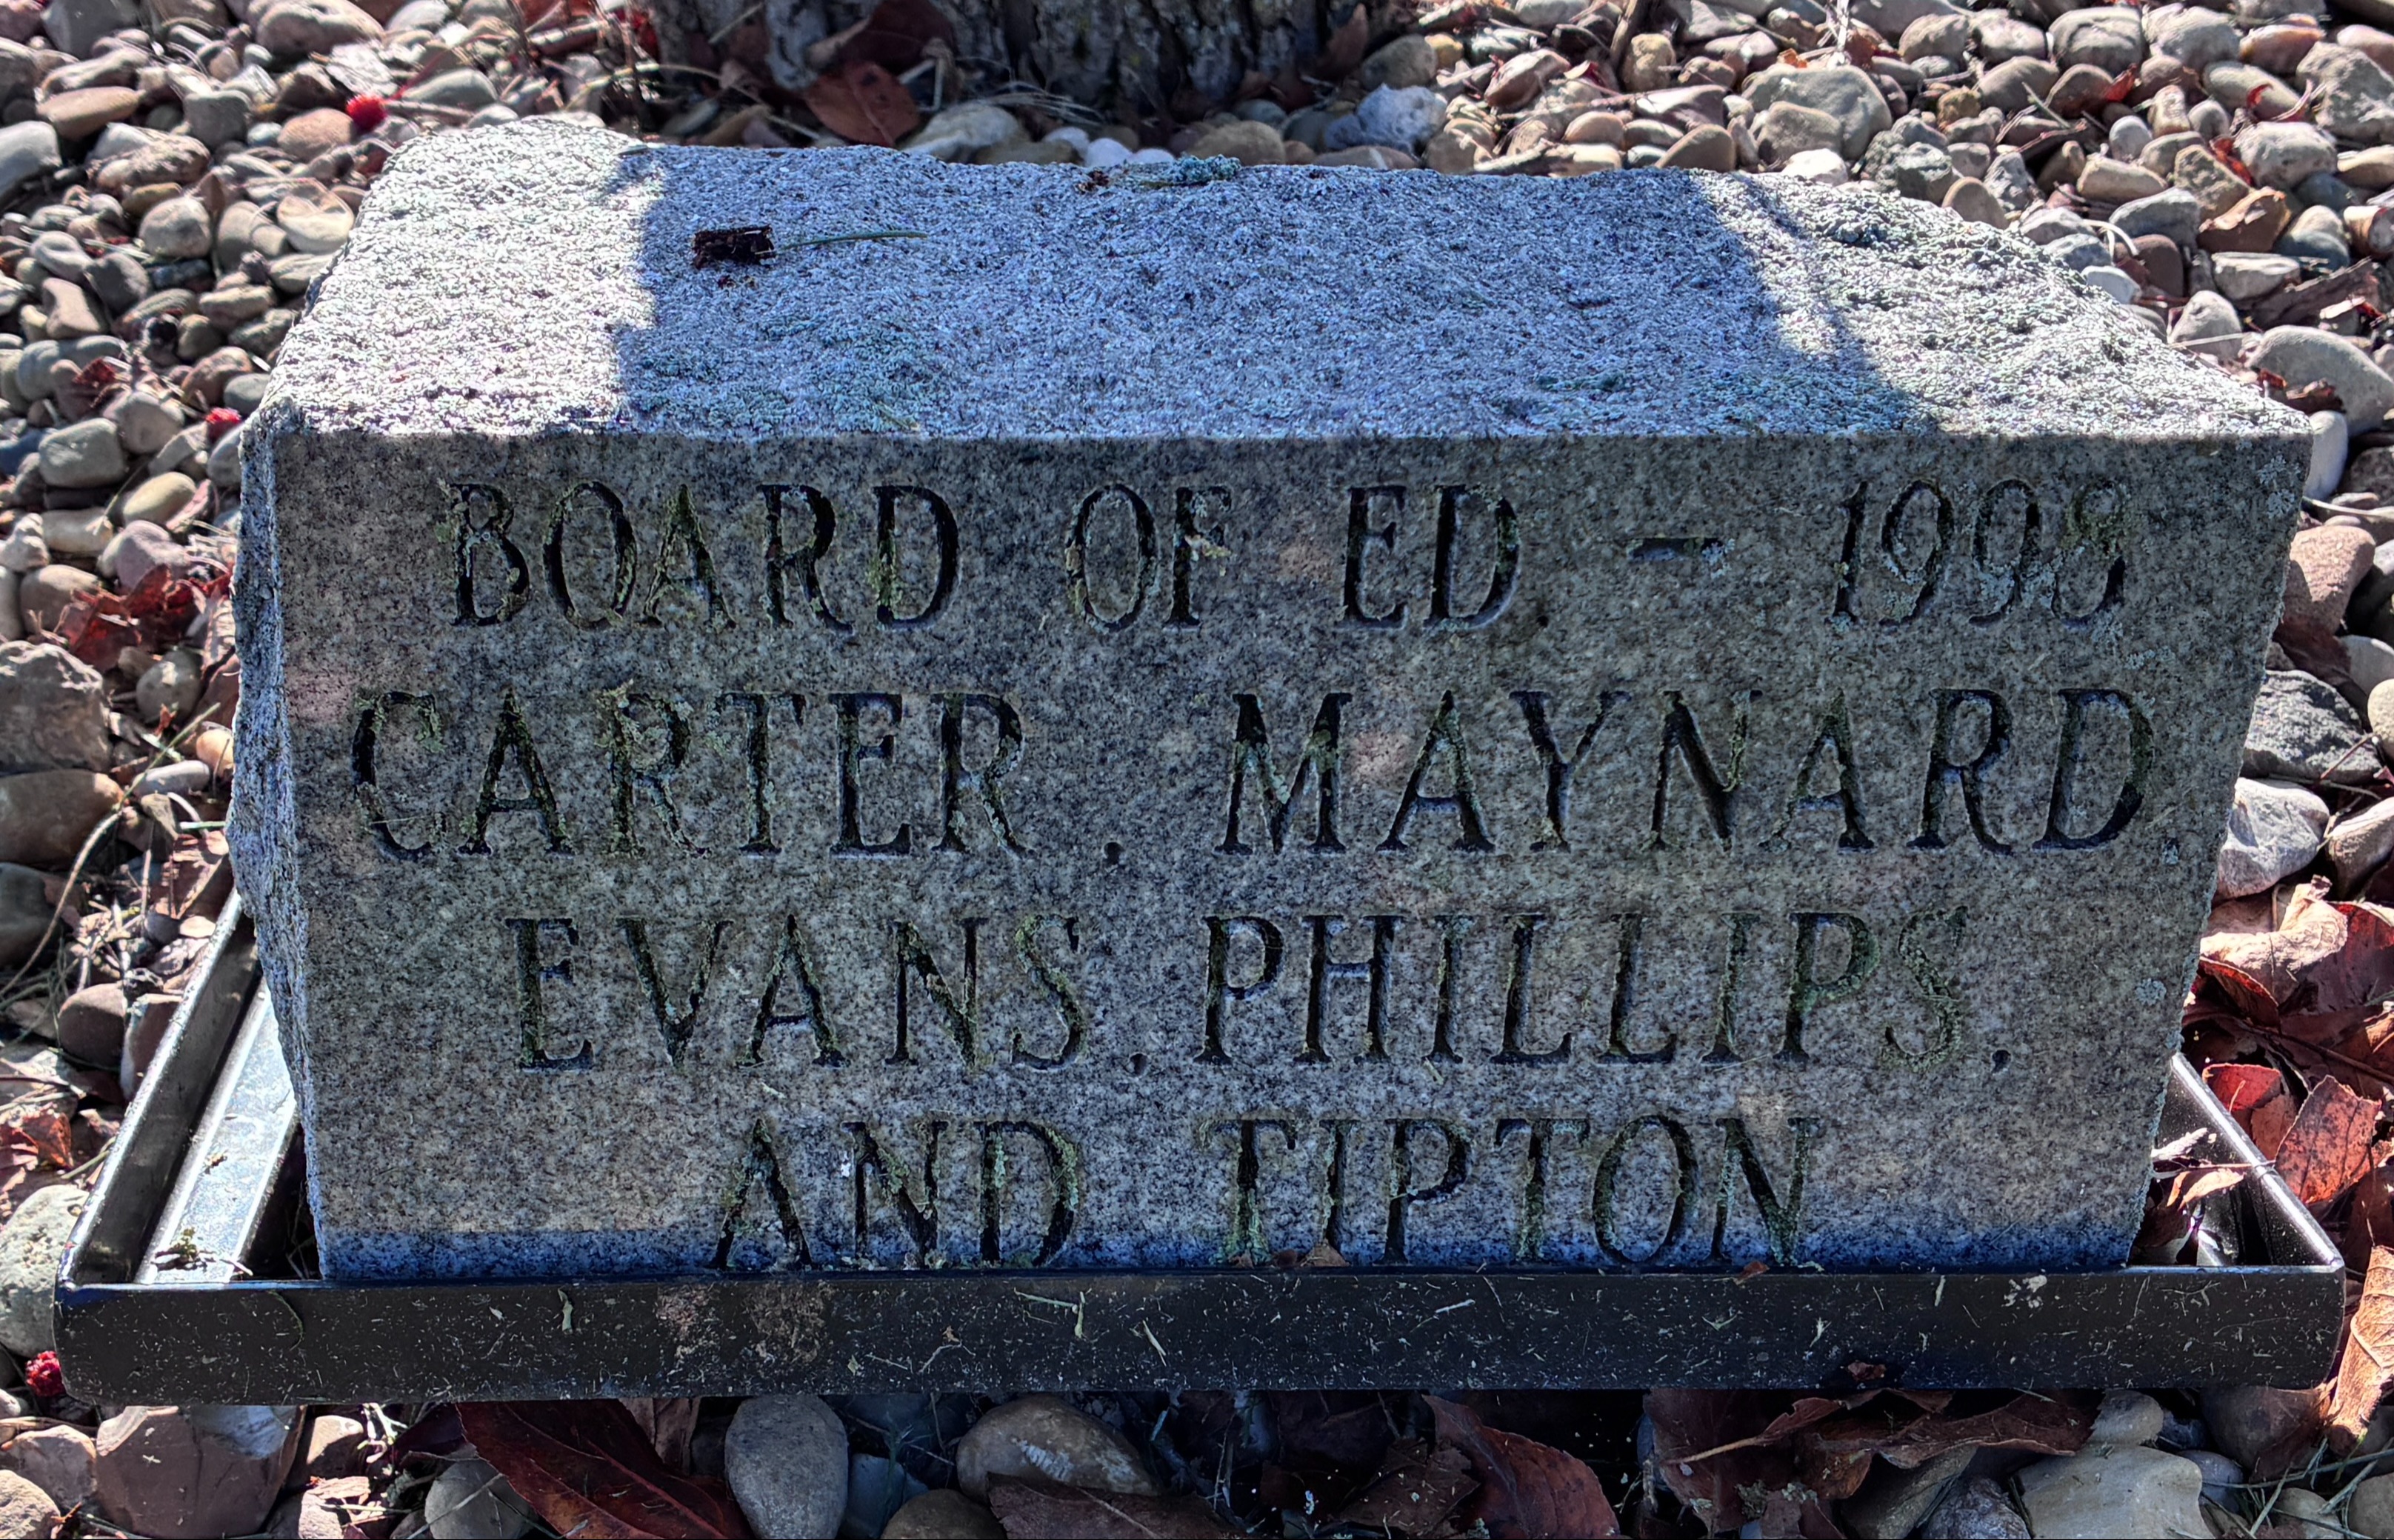 BOARD OF ED. - 1998
CARTER, MAYNARD,
EVANS, PHILLIPS,
AND TIPTON